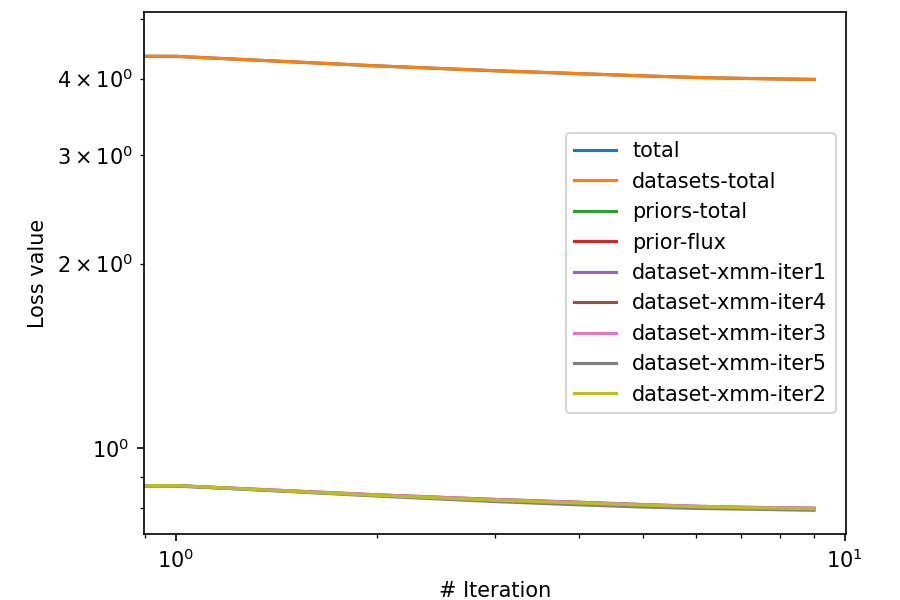 4 × 10⁰
3 × 10⁰
2 × 10⁰
10⁰
Loss value
total
datasets-total
priors-total
prior-flux
dataset-xmm-iter1
dataset-xmm-iter4
dataset-xmm-iter3
dataset-xmm-iter5
dataset-xmm-iter2
10⁰
10¹
# Iteration